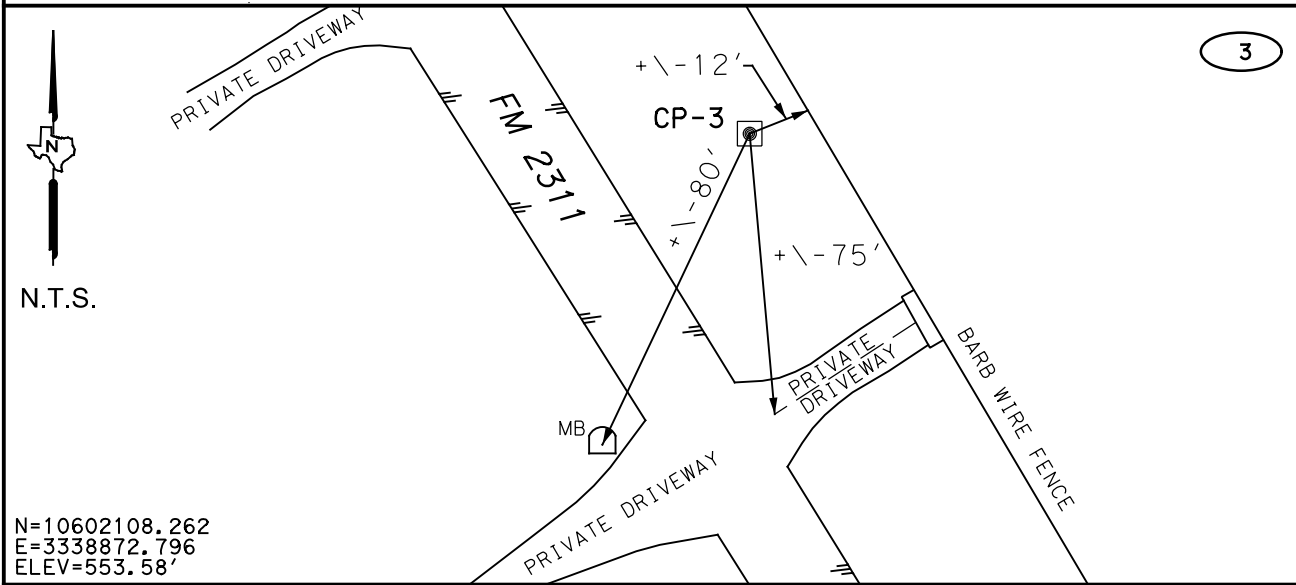 PRIVATE DRIVEWAY
3
+\-12'
CP-3
FM 2311
N
+\-80'
+\-75'
N.T.S.
PRIVATE
DRIVEWAY
BARB WIRE FENCE
MB
PRIVATE DRIVEWAY
N=10602108.262
E=3338872.796
ELEV=553.58'